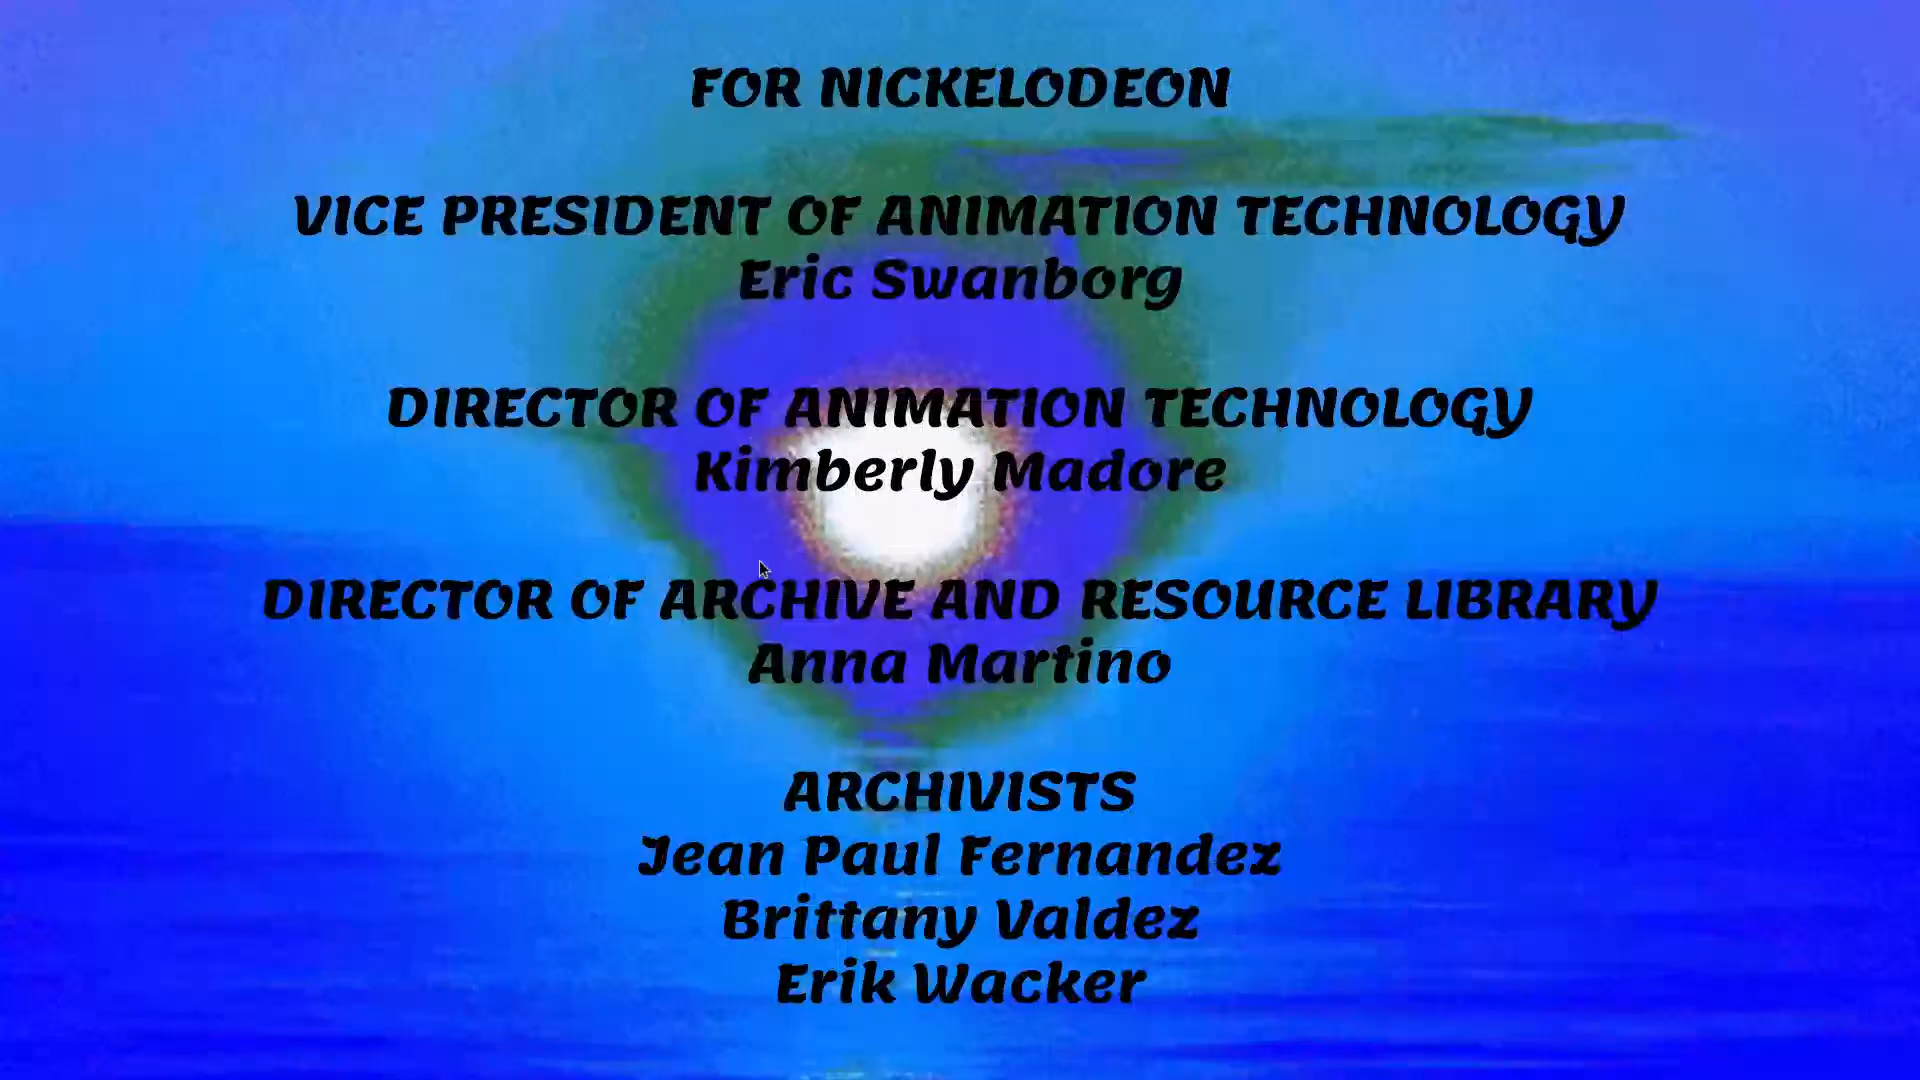 FOR NICKELODEON
VICE PRESIDENT OF ANIMATION TECHNOLOGY
Eric Swanborg
DIRECTOR OF ANIMATION TECHNOLOGY
Kimberly Madore
DIRECTOR OF ARCHIVE AND RESOURCE LIBRARY
Anna Martino
ARCHIVISTS
Jean Paul Fernandez
Brittany Valdez
Erik Wacker